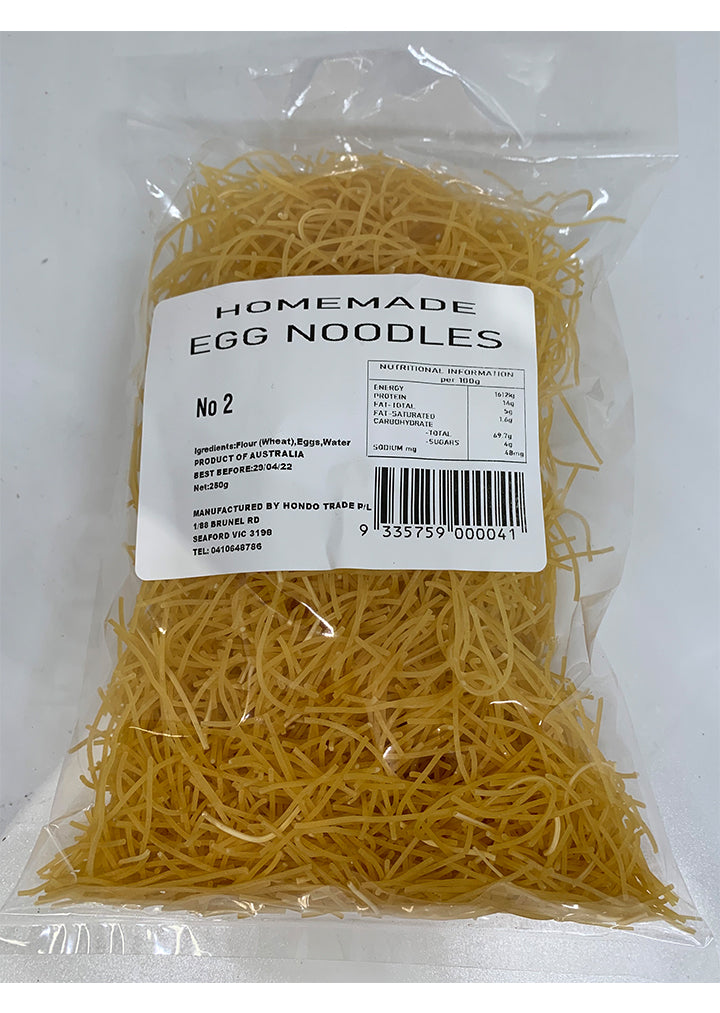 HOMEMADE
EGG NOODLES
No 2
NUTRITIONAL INFORMATION
per 100g
ENERGY 1612kg
PROTEIN 14g
FAT-TOTAL 5g
FAT-SATURATED 1.6g
CARBOHYDRATE
-TOTAL 69.7g
-SUGARS 4g
SODIUM mg 48mg
Igredients:Flour (Wheat),Eggs,Water
PRODUCT OF AUSTRALIA
BEST BEFORE:29/04/22
Net:250g
MANUFACTURED BY HONDO TRADE P/L
1/88 BRUNEL RD
SEAFORD VIC 3198
TEL: 0410648786
9 335759 000041